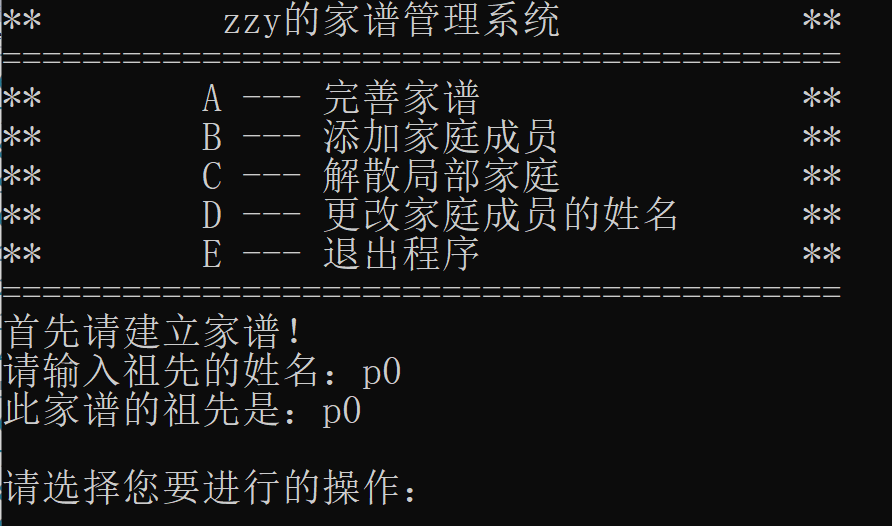 ** zzy的家谱管理系统 **
==========================================
** A --- 完善家谱 **
** B --- 添加家庭成员 **
** C --- 解散局部家庭 **
** D --- 更改家庭成员的姓名 **
** E --- 退出程序 **
==========================================
首先请建立家谱!
请输入祖先的姓名：p0
此家谱的祖先是：p0
请选择您要进行的操作：